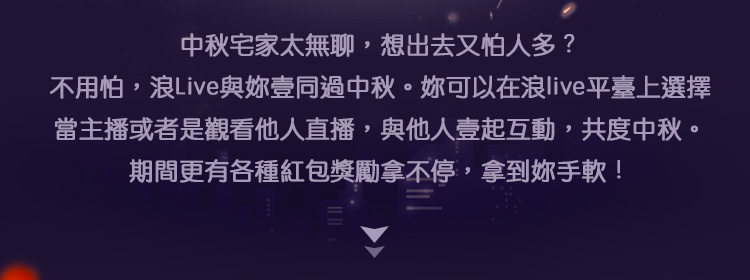 中秋宅家太無聊，想出去又怕人多？
不用怕，浪Live與妳壹同過中秋。妳可以在浪live平臺上選擇
當主播或者是觀看他人直播，與他人壹起互動，共度中秋。
期間更有各種紅包獎勵拿不停，拿到妳手軟！